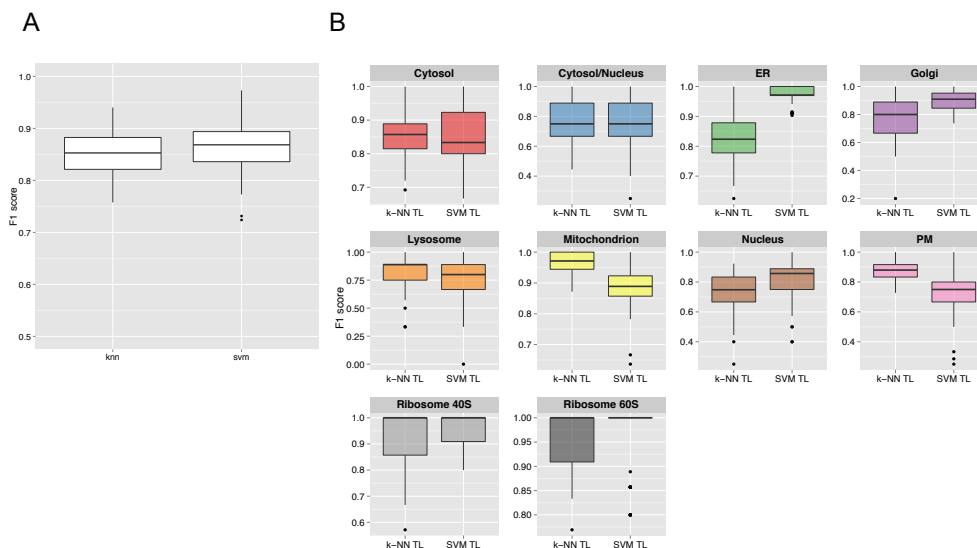 A
B
F1 score
1.0
0.9
0.8
0.7
0.6
0.5
knn
svm
F1 score
Cytosol
1.0
0.9
0.8
0.7
k−NN TL SVM TL
Cytosol/Nucleus
1.0
0.8
0.6
0.4
k−NN TL SVM TL
ER
1.0
0.9
0.8
0.7
k−NN TL SVM TL
Golgi
1.0
0.8
0.6
0.4
0.2
k−NN TL SVM TL
Lysosome
1.00
0.75
0.50
0.25
0.00
k−NN TL SVM TL
Mitochondrion
1.0
0.9
0.8
0.7
k−NN TL SVM TL
Nucleus
1.0
0.8
0.6
0.4
k−NN TL SVM TL
PM
1.0
0.8
0.6
0.4
k−NN TL SVM TL
Ribosome 40S
1.0
0.9
0.8
0.7
0.6
k−NN TL SVM TL
Ribosome 60S
1.00
0.95
0.90
0.85
0.80
k−NN TL SVM TL